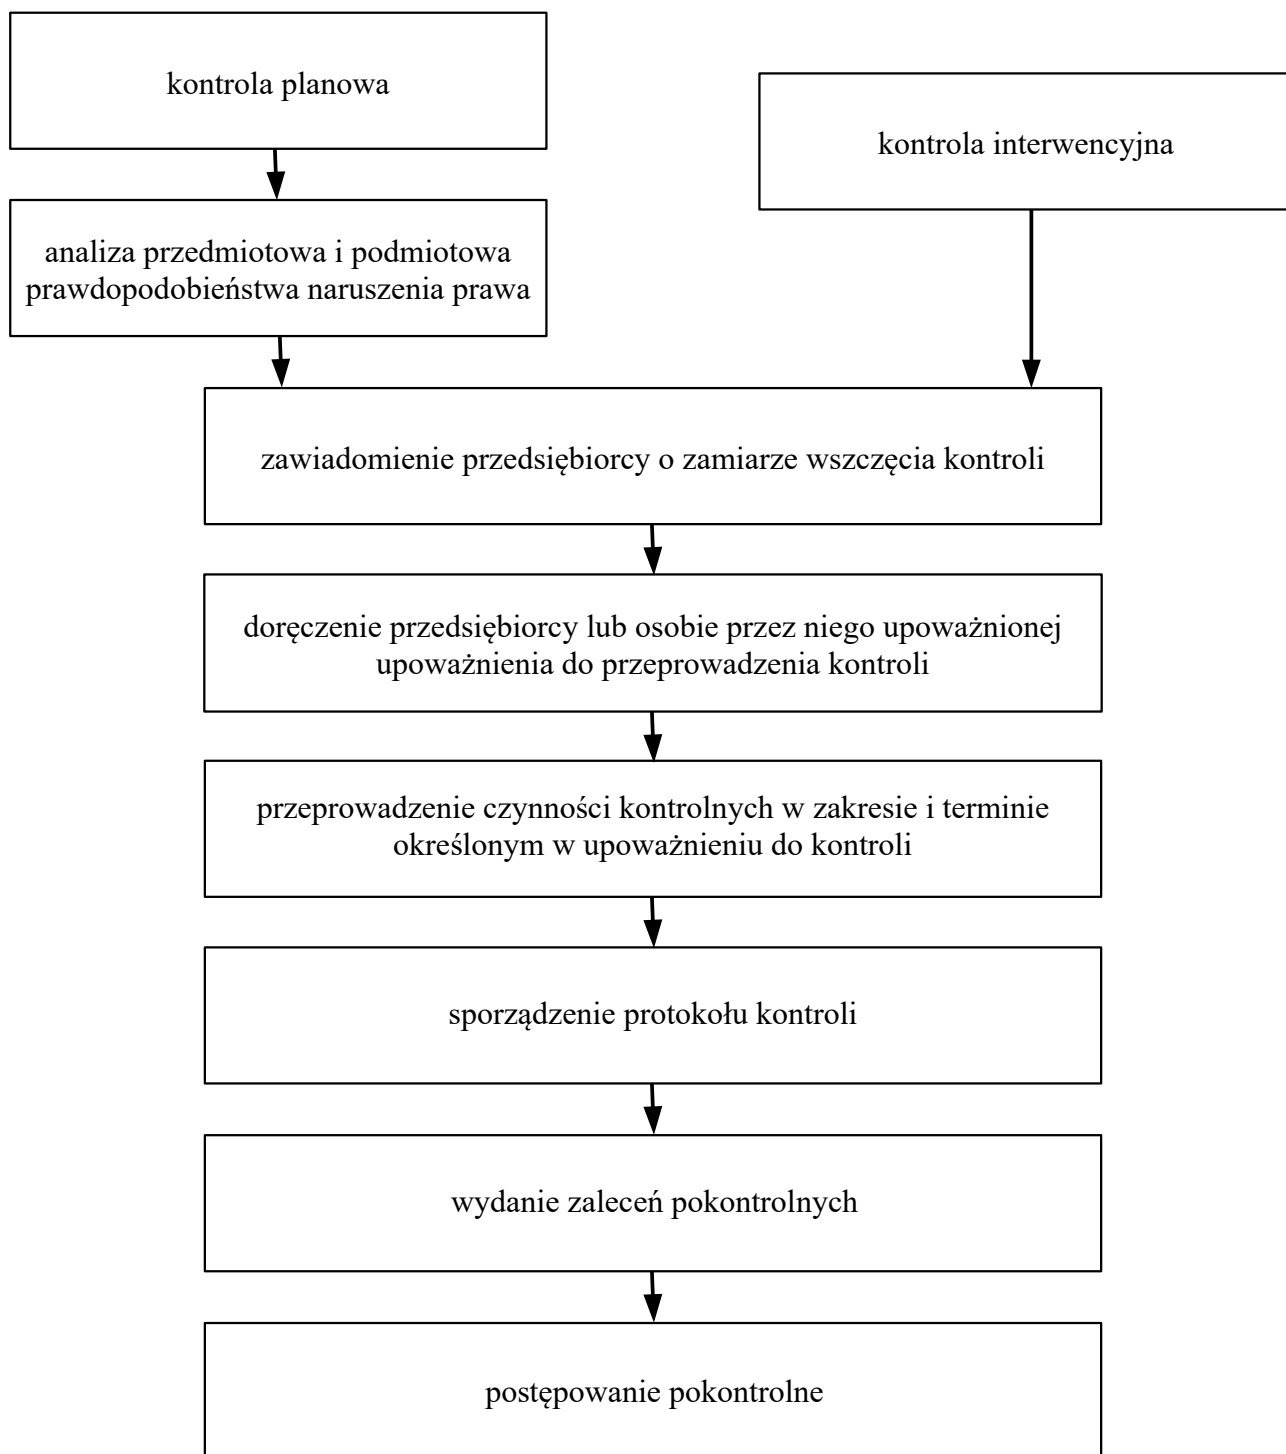 kontrola planowa
kontrola interwencyjna
analiza przedmiotowa i podmiotowa
prawdopodobieństwa naruszenia prawa
zawiadomienie przedsiębiorcy o zamiarze wszczęcia kontroli
doręczenie przedsiębiorcy lub osobie przez niego upoważnionej
upoważnienia do przeprowadzenia kontroli
przeprowadzenie czynności kontrolnych w zakresie i terminie
określonym w upoważnieniu do kontroli
sporządzenie protokołu kontroli
wydanie zaleceń pokontrolnych
postępowanie pokontrolne